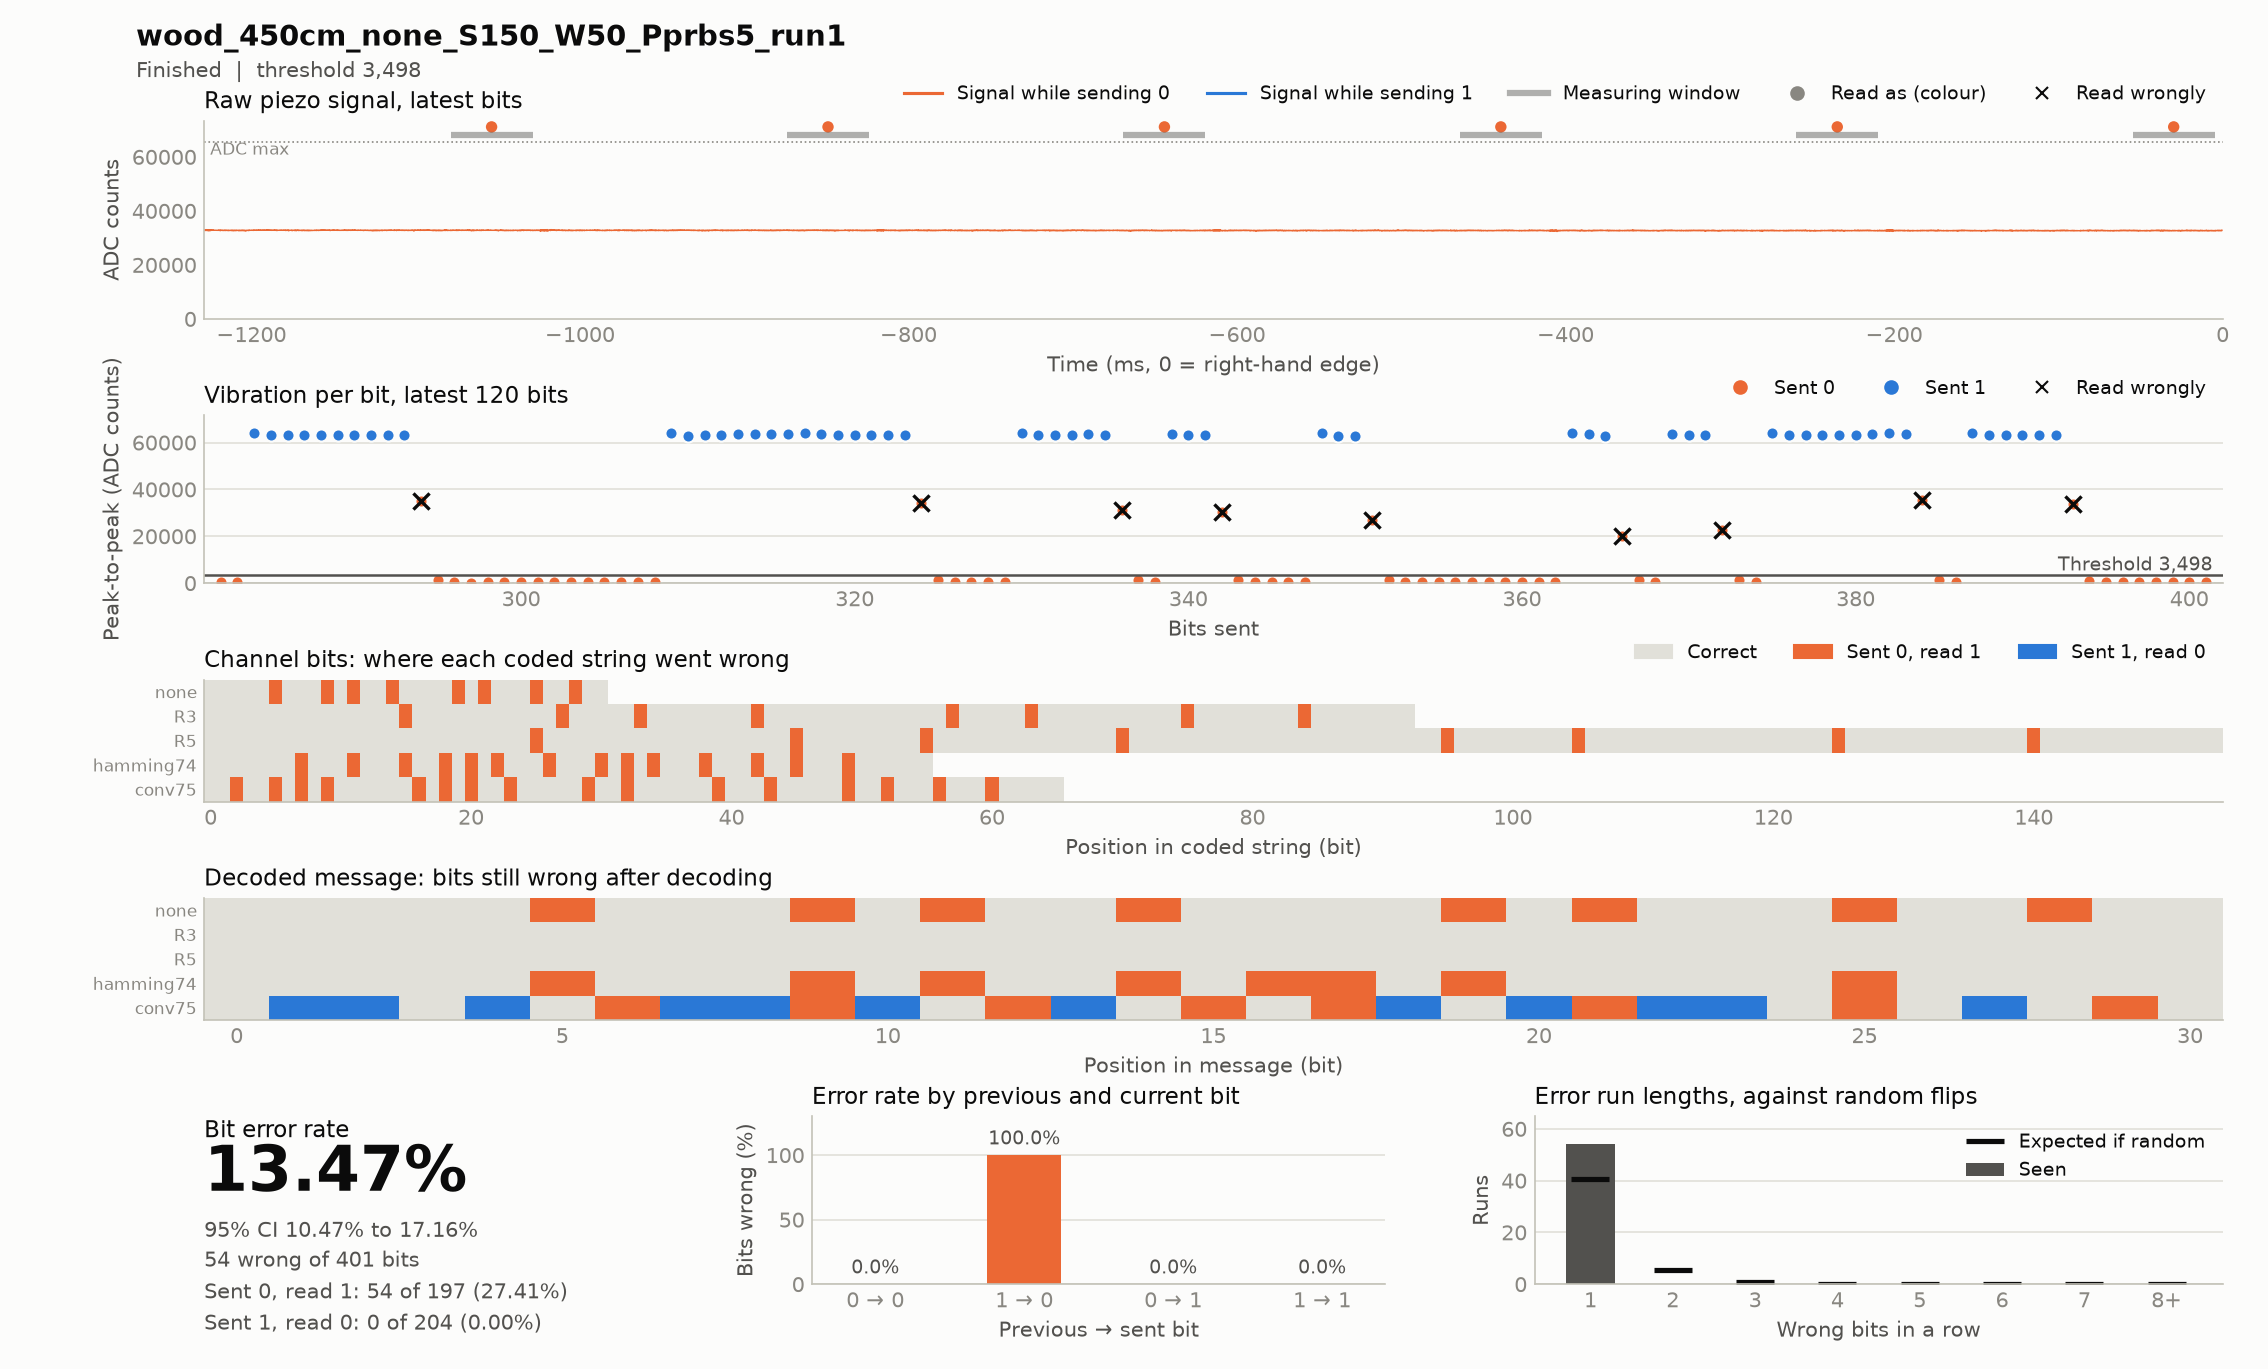 wood_450cm_none_S150_W50_Pprbs5_run1
Finished | threshold 3,498
Raw piezo signal, latest bits
Signal while sending 0
Signal while sending 1
Measuring window
Read as (colour)
Read wrongly
ADC counts
60000
40000
20000
0
ADC max
−1200
−1000
−800
−600
−400
−200
0
Time (ms, 0 = right-hand edge)
Vibration per bit, latest 120 bits
Sent 0
Sent 1
Read wrongly
Peak-to-peak (ADC counts)
60000
40000
20000
0
Threshold 3,498
300
320
340
360
380
400
Bits sent
Channel bits: where each coded string went wrong
Correct
Sent 0, read 1
Sent 1, read 0
none
R3
R5
hamming74
conv75
0
20
40
60
80
100
120
140
Position in coded string (bit)
Decoded message: bits still wrong after decoding
none
R3
R5
hamming74
conv75
0
5
10
15
20
25
30
Position in message (bit)
Bit error rate
13.47%
95% CI 10.47% to 17.16%
54 wrong of 401 bits
Sent 0, read 1: 54 of 197 (27.41%)
Sent 1, read 0: 0 of 204 (0.00%)
Error rate by previous and current bit
Bits wrong (%)
100
50
0
0.0%
100.0%
0.0%
0.0%
0 → 0
1 → 0
0 → 1
1 → 1
Previous → sent bit
Error run lengths, against random flips
Runs
60
40
20
0
Expected if random
Seen
1
2
3
4
5
6
7
8+
Wrong bits in a row